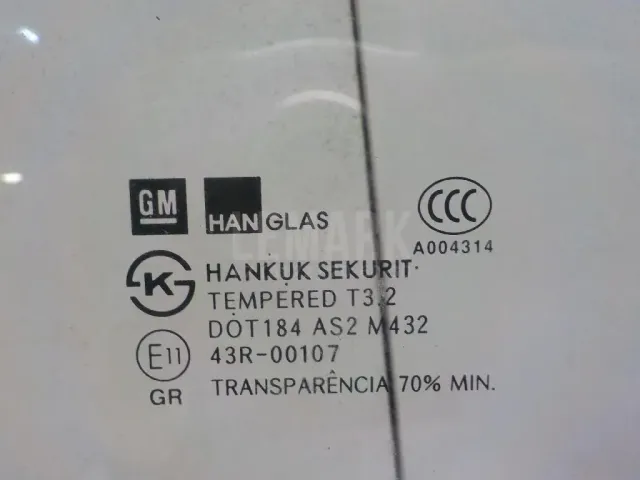 GM HANGLAS CCC
A004314
LEMARK
K HANKUK SEKURIT
TEMPERED T3.2
DOT184 AS2 M432
E11 43R-00107
GR TRANSPARÊNCIA 70% MIN.